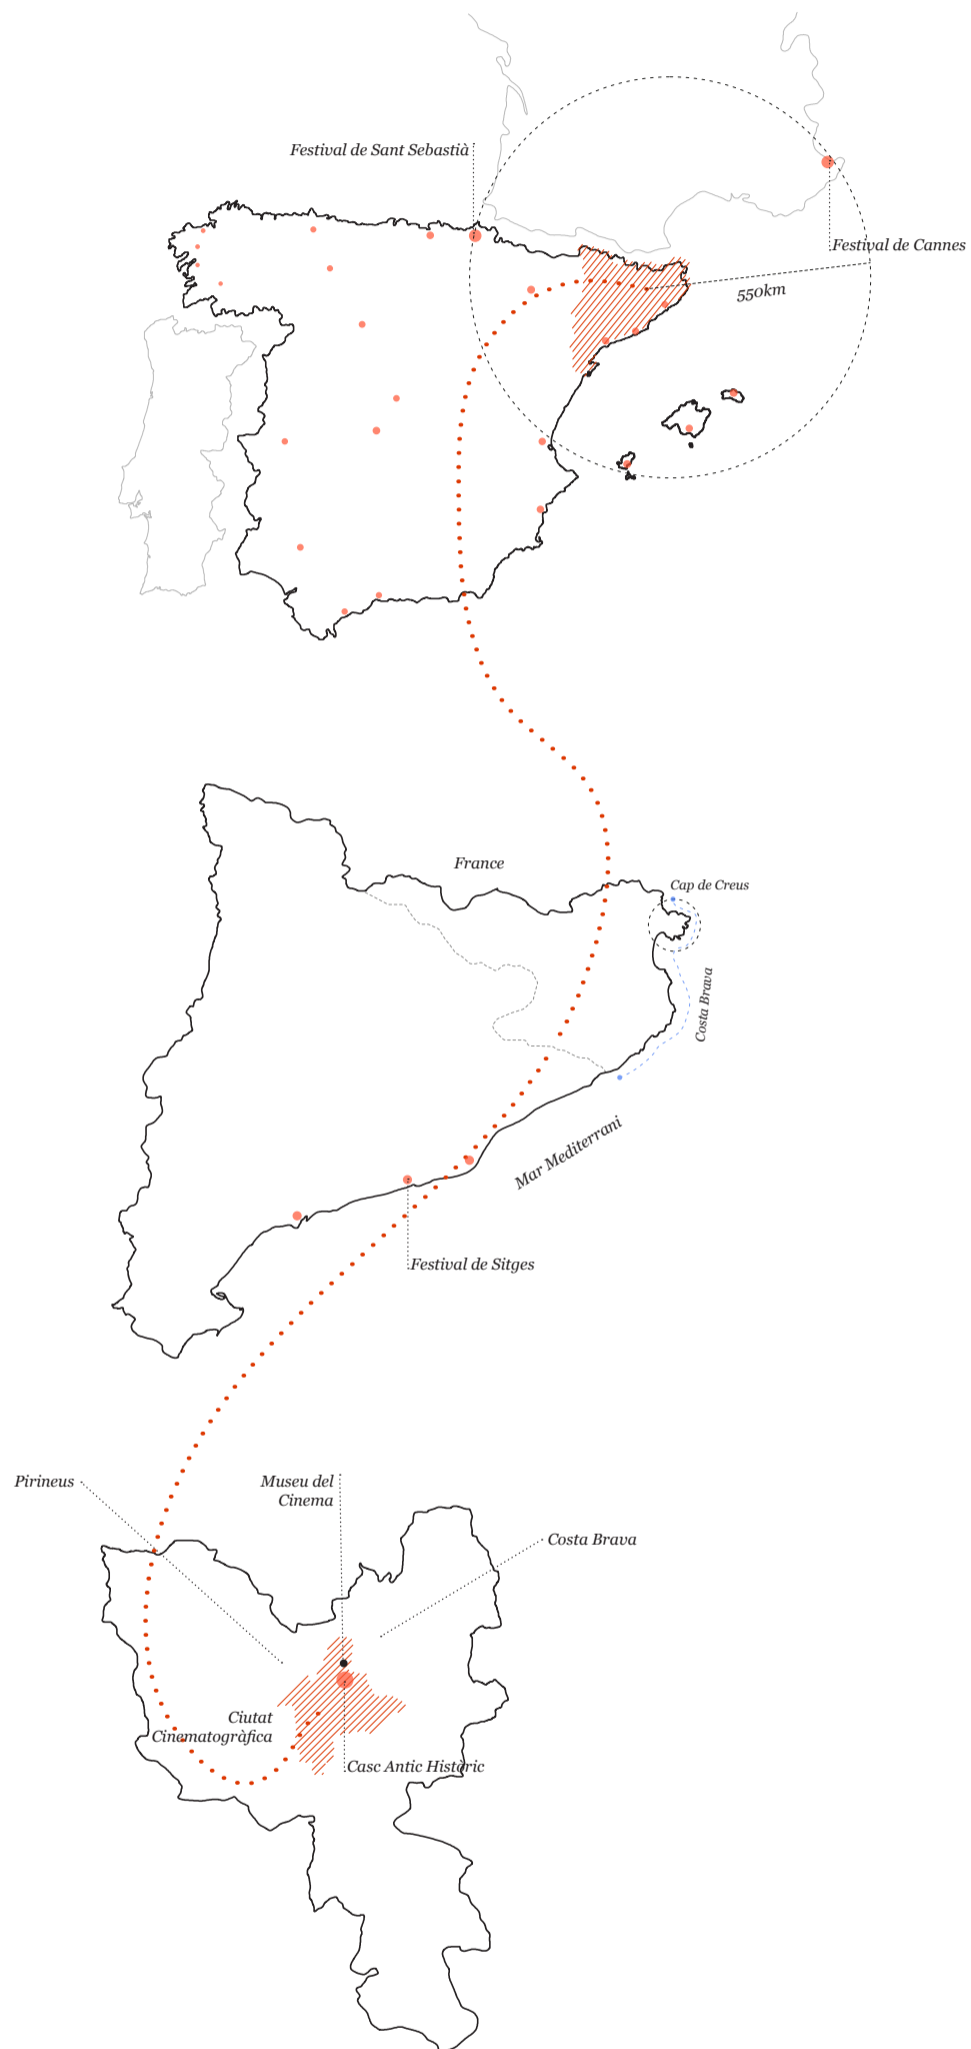 Festival de Sant Sebastià
Festival de Cannes
550km
France
Cap de Creus
Costa Brava
Mar Mediterrani
Festival de Sitges
Pirineus
Museu del
Cinema
Costa Brava
Ciutat
Cinematogràfica
Casc Antic Històric